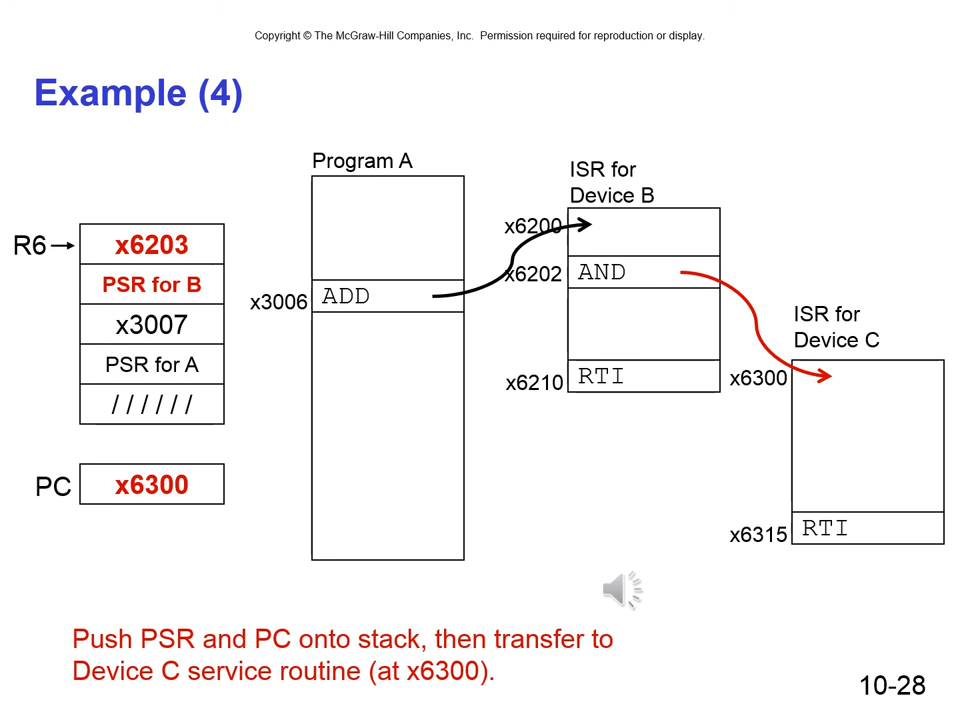 Copyright © The McGraw-Hill Companies, Inc.  Permission required for reproduction or display.
Example (4)
Program A
ISR for
Device B
x6200
R6
x6203
PSR for B
x6202
AND
x3006
ADD
x3007
ISR for
Device C
PSR for A
x6210
RTI
x6300
//////
PC
x6300
x6315
RTI
Push PSR and PC onto stack, then transfer to
Device C service routine (at x6300).
10-28